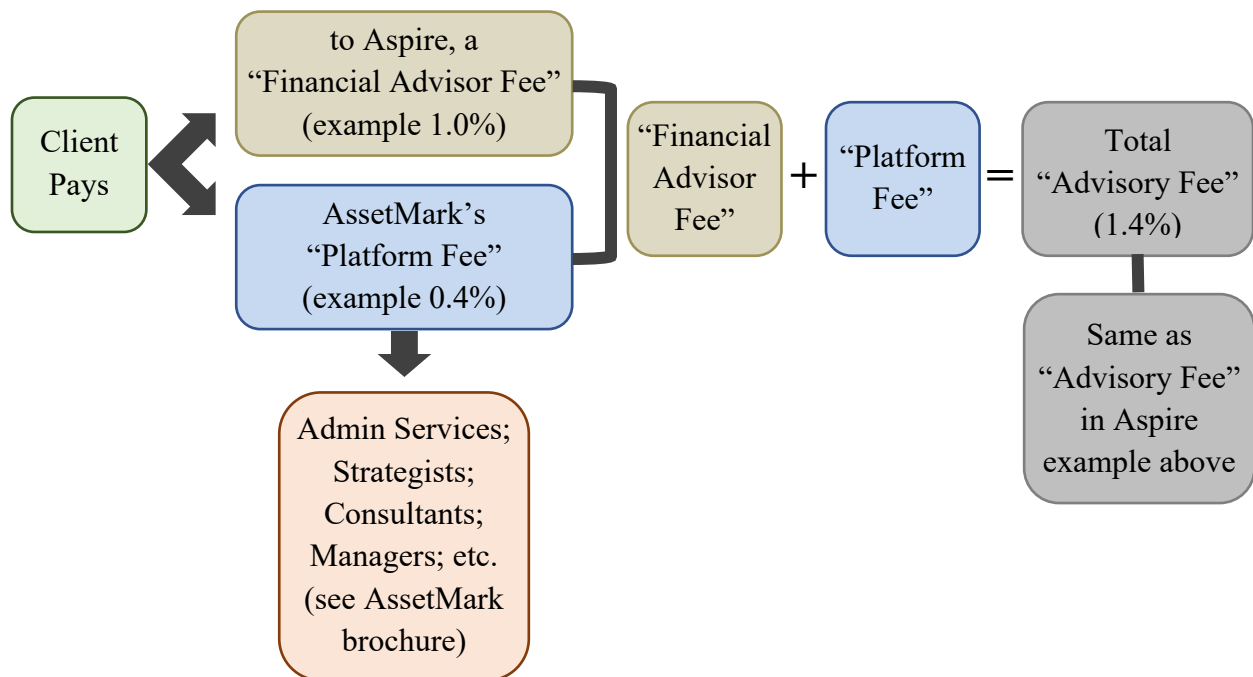 Client
Pays
to Aspire, a
“Financial Advisor Fee”
(example 1.0%)
AssetMark’s
“Platform Fee”
(example 0.4%)
Admin Services;
Strategists;
Consultants;
Managers; etc.
(see AssetMark
brochure)
“Financial
Advisor
Fee”
+
“Platform
Fee”
=
Total
“Advisory Fee”
(1.4%)
Same as
“Advisory Fee”
in Aspire
example above